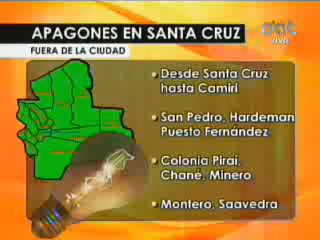 APAGONES EN SANTA CRUZ
FUERA DE LA CIUDAD
Desde Santa Cruz
hasta Camiri
San Pedro, Hardeman
Puesto Fernández
Colonia Piraí,
Chané, Minero
Montero, Saavedra